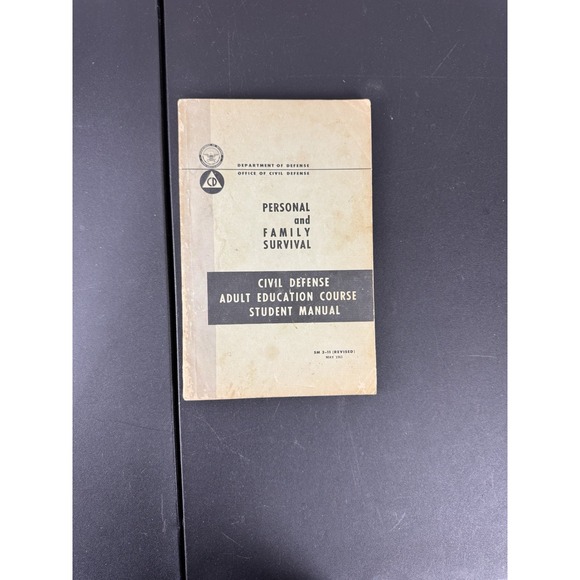 DEPARTMENT OF DEFENSE
OFFICE OF CIVIL DEFENSE
CD
PERSONAL
and
FAMILY
SURVIVAL
CIVIL DEFENSE
ADULT EDUCATION COURSE
STUDENT MANUAL
SM 3-11 (REVISED)